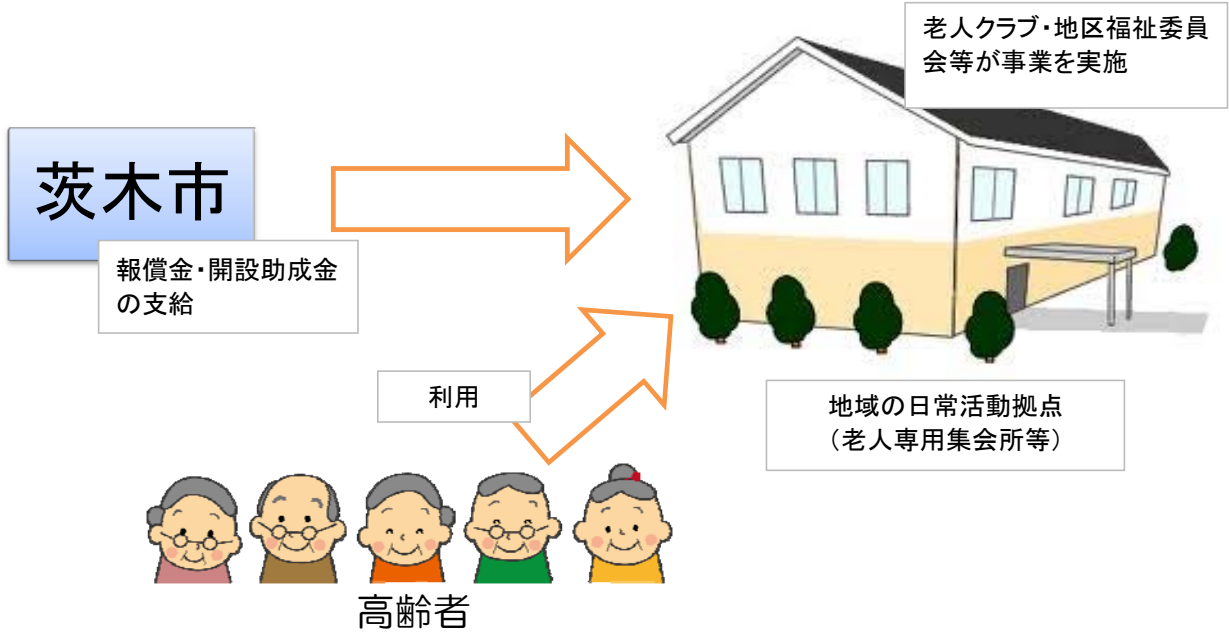 老人クラブ・地区福祉委員
会等が事業を実施
茨木市
報償金・開設助成金
の支給
利用
地域の日常活動拠点
（老人専用集会所等）
高齢者